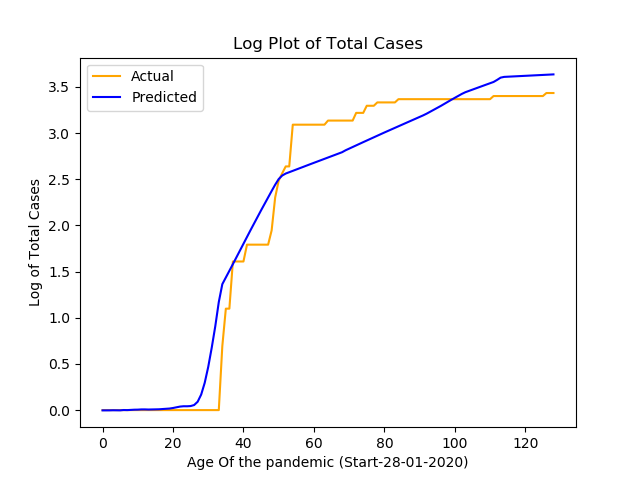 Log Plot of Total Cases
Actual
Predicted
3.5
3.0
2.5
2.0
1.5
1.0
0.5
0.0
Log of Total Cases
0 20 40 60 80 100 120
Age Of the pandemic (Start-28-01-2020)